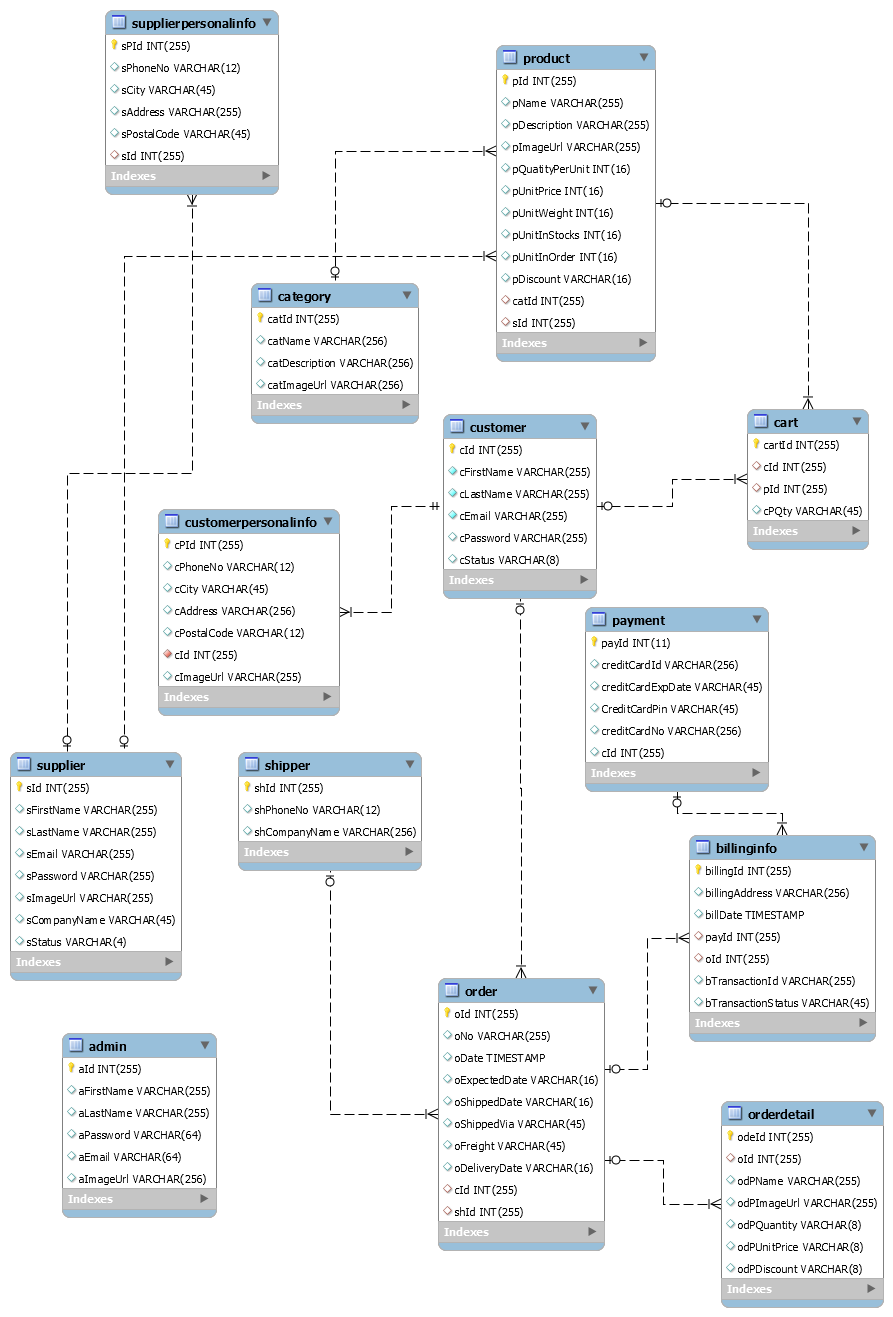 supplierpersonalinfo
sPId INT(255)
sPhoneNo VARCHAR(12)
sCity VARCHAR(45)
sAddress VARCHAR(255)
sPostalCode VARCHAR(45)
sId INT(255)
Indexes
product
pId INT(255)
pName VARCHAR(255)
pDescription VARCHAR(255)
pImageUrl VARCHAR(255)
pQuatityPerUnit INT(16)
pUnitPrice INT(16)
pUnitWeight INT(16)
pUnitInStocks INT(16)
pUnitInOrder INT(16)
pDiscount VARCHAR(16)
catId INT(255)
sId INT(255)
Indexes
category
catId INT(255)
catName VARCHAR(256)
catDescription VARCHAR(256)
catImageUrl VARCHAR(256)
Indexes
customer
cId INT(255)
cFirstName VARCHAR(255)
cLastName VARCHAR(255)
cEmail VARCHAR(255)
cPassword VARCHAR(255)
cStatus VARCHAR(8)
Indexes
cart
cartId INT(255)
cId INT(255)
pId INT(255)
cPQty VARCHAR(45)
Indexes
customerpersonalinfo
cPId INT(255)
cPhoneNo VARCHAR(12)
cCity VARCHAR(45)
cAddress VARCHAR(256)
cPostalCode VARCHAR(12)
cId INT(255)
cImageUrl VARCHAR(255)
Indexes
payment
payId INT(11)
creditCardId VARCHAR(256)
creditCardExpDate VARCHAR(45)
CreditCardPin VARCHAR(45)
creditCardNo VARCHAR(256)
cId INT(255)
Indexes
supplier
sId INT(255)
sFirstName VARCHAR(255)
sLastName VARCHAR(255)
sEmail VARCHAR(255)
sPassword VARCHAR(255)
sImageUrl VARCHAR(255)
sCompanyName VARCHAR(45)
sStatus VARCHAR(4)
Indexes
shipper
shId INT(255)
shPhoneNo VARCHAR(12)
shCompanyName VARCHAR(256)
Indexes
billinginfo
billingId INT(255)
billingAddress VARCHAR(256)
billDate TIMESTAMP
payId INT(255)
oId INT(255)
bTransactionId VARCHAR(255)
bTransactionStatus VARCHAR(45)
Indexes
order
oId INT(255)
oNo VARCHAR(255)
oDate TIMESTAMP
oExpectedDate VARCHAR(16)
oShippedDate VARCHAR(16)
oShippedVia VARCHAR(45)
oFreight VARCHAR(45)
oDeliveryDate VARCHAR(16)
cId INT(255)
shId INT(255)
Indexes
admin
aId INT(255)
aFirstName VARCHAR(255)
aLastName VARCHAR(255)
aPassword VARCHAR(64)
aEmail VARCHAR(64)
aImageUrl VARCHAR(256)
Indexes
orderdetail
odeId INT(255)
oId INT(255)
odPName VARCHAR(255)
odPImageUrl VARCHAR(255)
odPQuantity VARCHAR(8)
odPUnitPrice VARCHAR(8)
odPDiscount VARCHAR(8)
Indexes